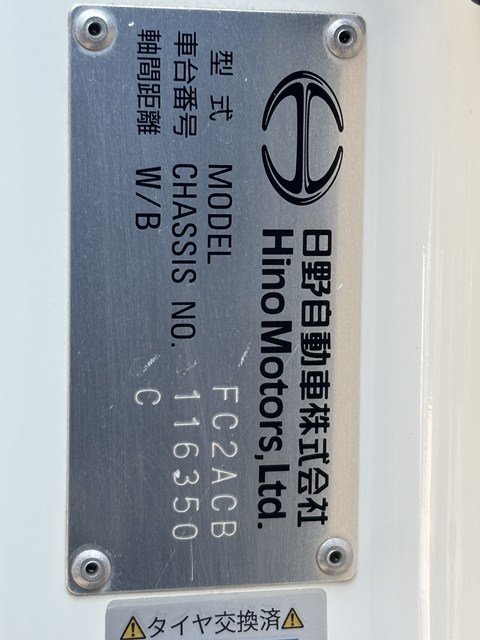 日野自動車株式会社
Hino Motors, Ltd.
型式 MODEL FC2ACB
車台番号 CHASSIS NO. 116350
軸間距離 W/B C
⚠タイヤ交換済⚠